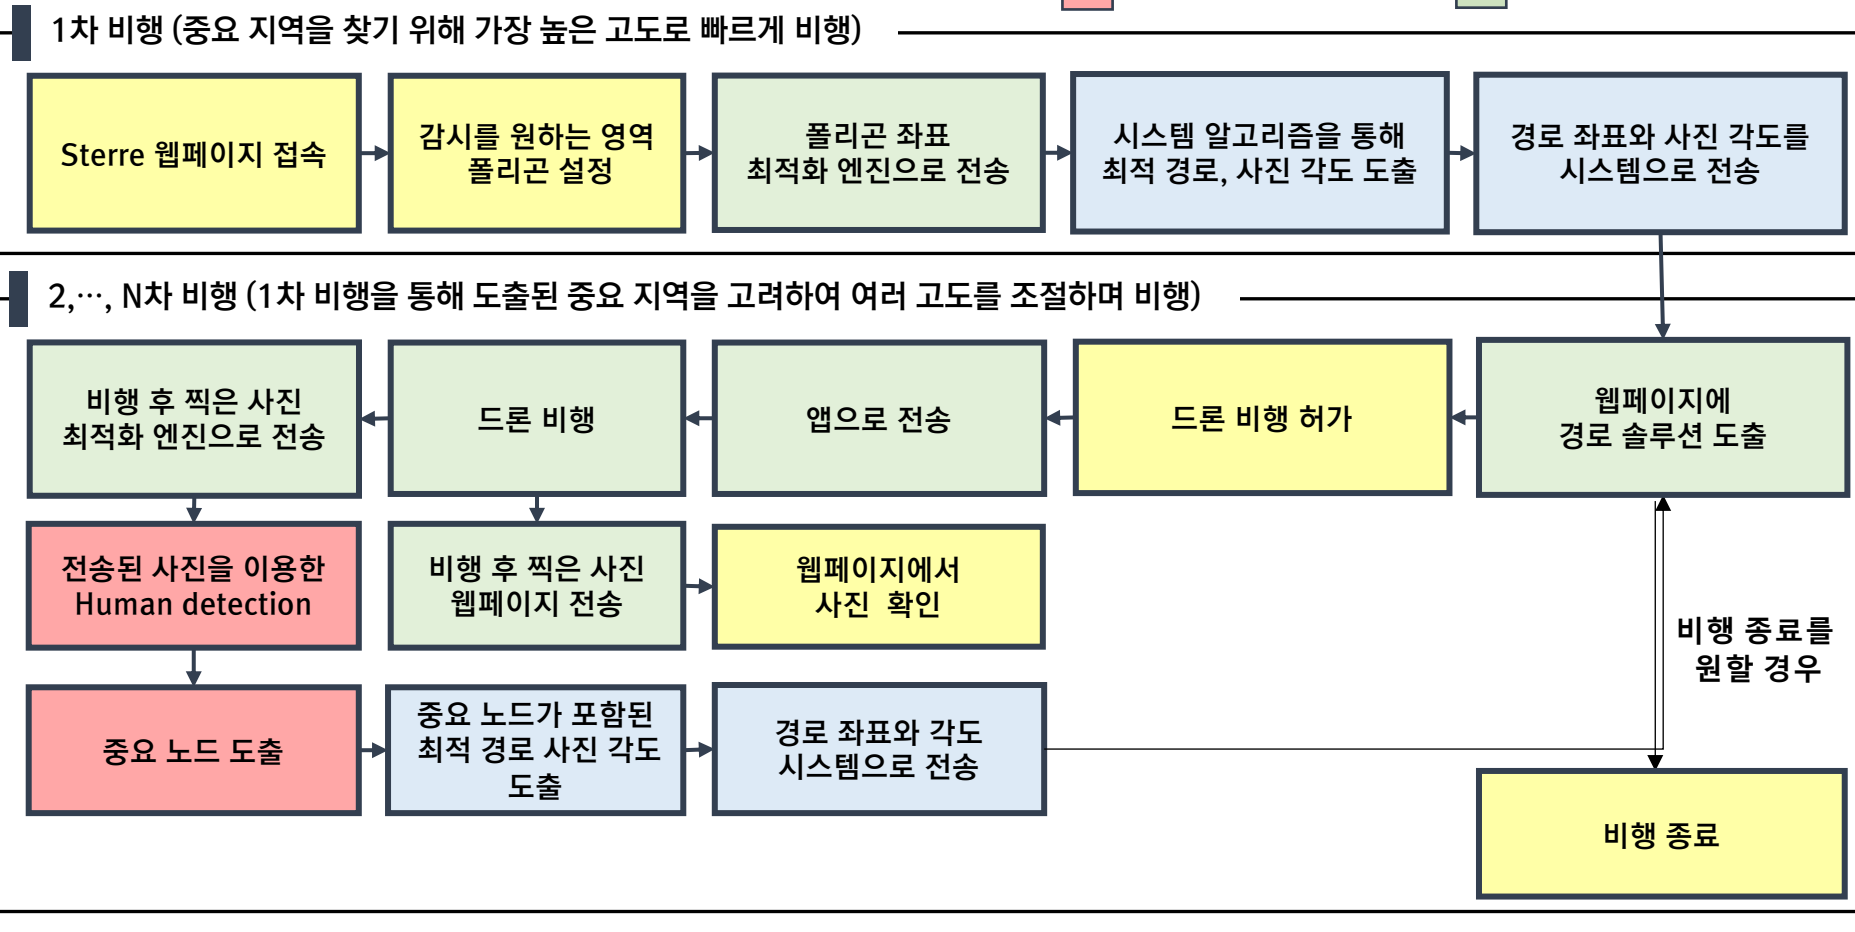 1차 비행 (중요 지역을 찾기 위해 가장 높은 고도로 빠르게 비행)
Sterre 웹페이지 접속
감시를 원하는 영역
폴리곤 설정
폴리곤 좌표
최적화 엔진으로 전송
시스템 알고리즘을 통해
최적 경로, 사진 각도 도출
경로 좌표와 사진 각도를
시스템으로 전송
2,⋯, N차 비행 (1차 비행을 통해 도출된 중요 지역을 고려하여 여러 고도를 조절하며 비행)
비행 후 찍은 사진
최적화 엔진으로 전송
드론 비행
앱으로 전송
드론 비행 허가
웹페이지에
경로 솔루션 도출
전송된 사진을 이용한
Human detection
비행 후 찍은 사진
웹페이지 전송
웹페이지에서
사진 확인
비행 종료를
원할 경우
중요 노드 도출
중요 노드가 포함된
최적 경로 사진 각도
도출
경로 좌표와 각도
시스템으로 전송
비행 종료